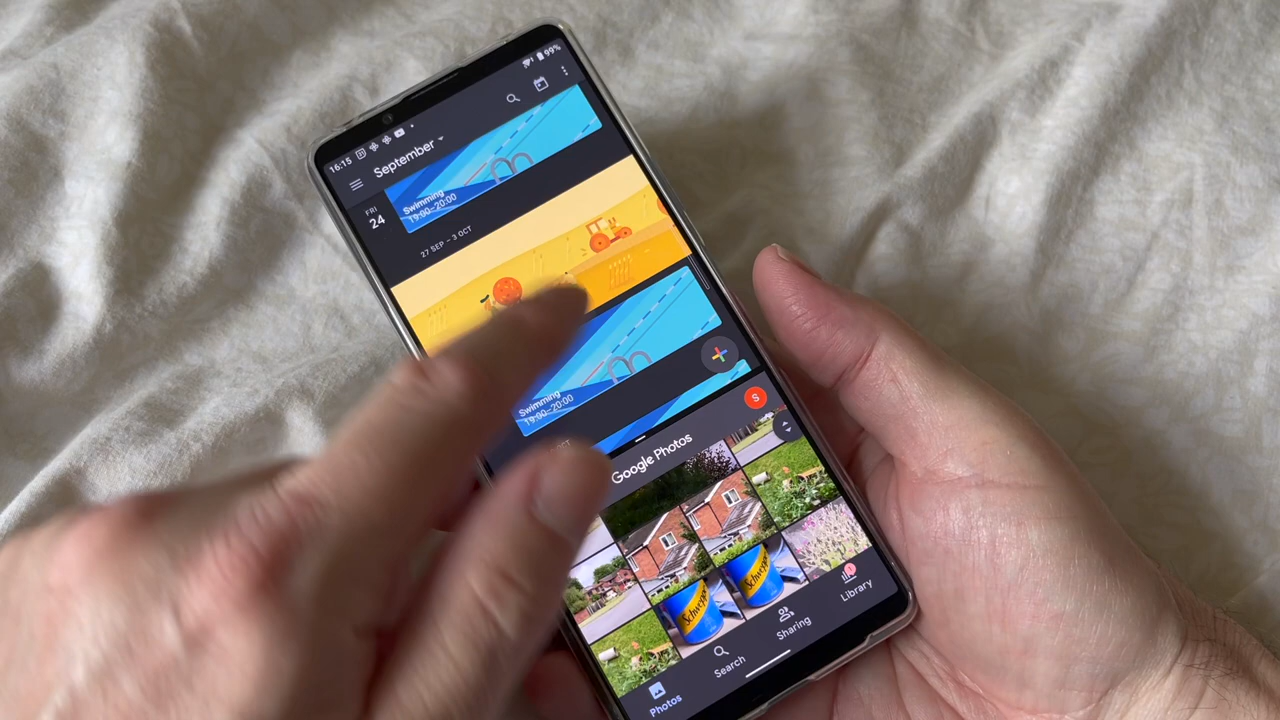 16:15
99%
September
Swimming
19:00–20:00
FRI
24
27 SEP – 3 OCT
Swimming
19:00–20:00
S
Google Photos
Schweppes
Schweppes
Photos
Search
Sharing
1
Library